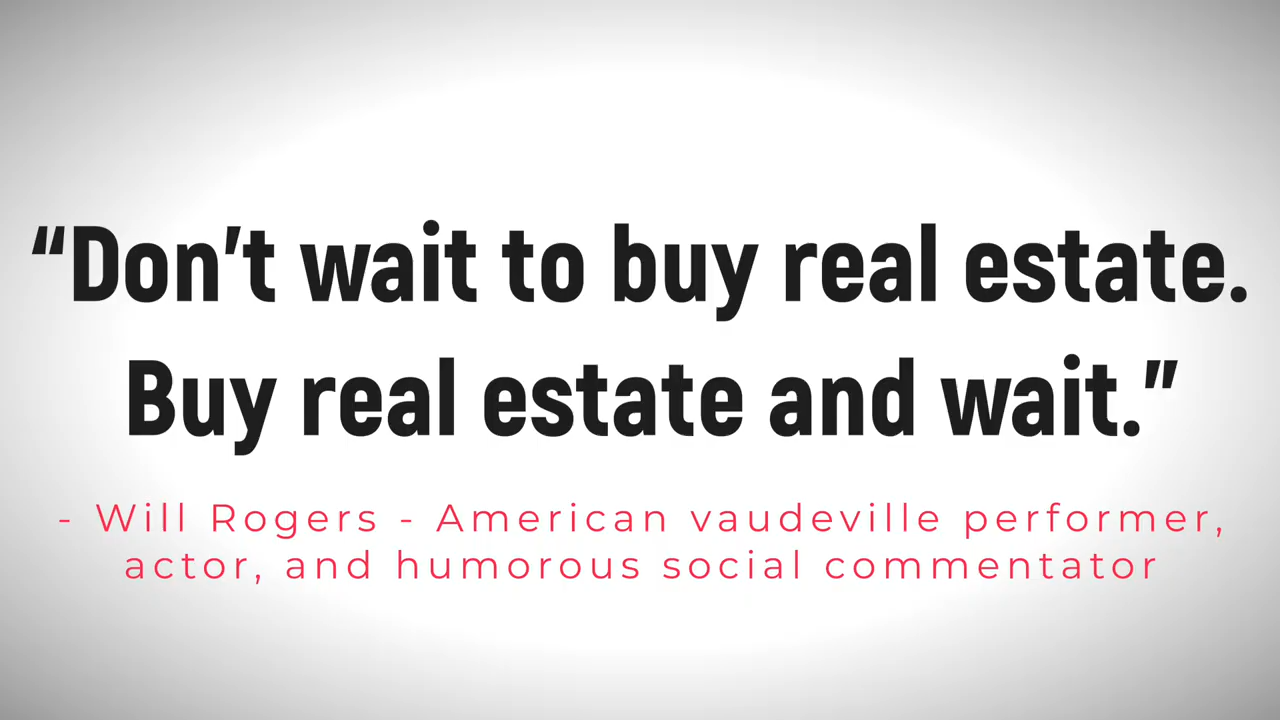 “Don’t wait to buy real estate.
Buy real estate and wait.”
- Will Rogers - American vaudeville performer,
actor, and humorous social commentator